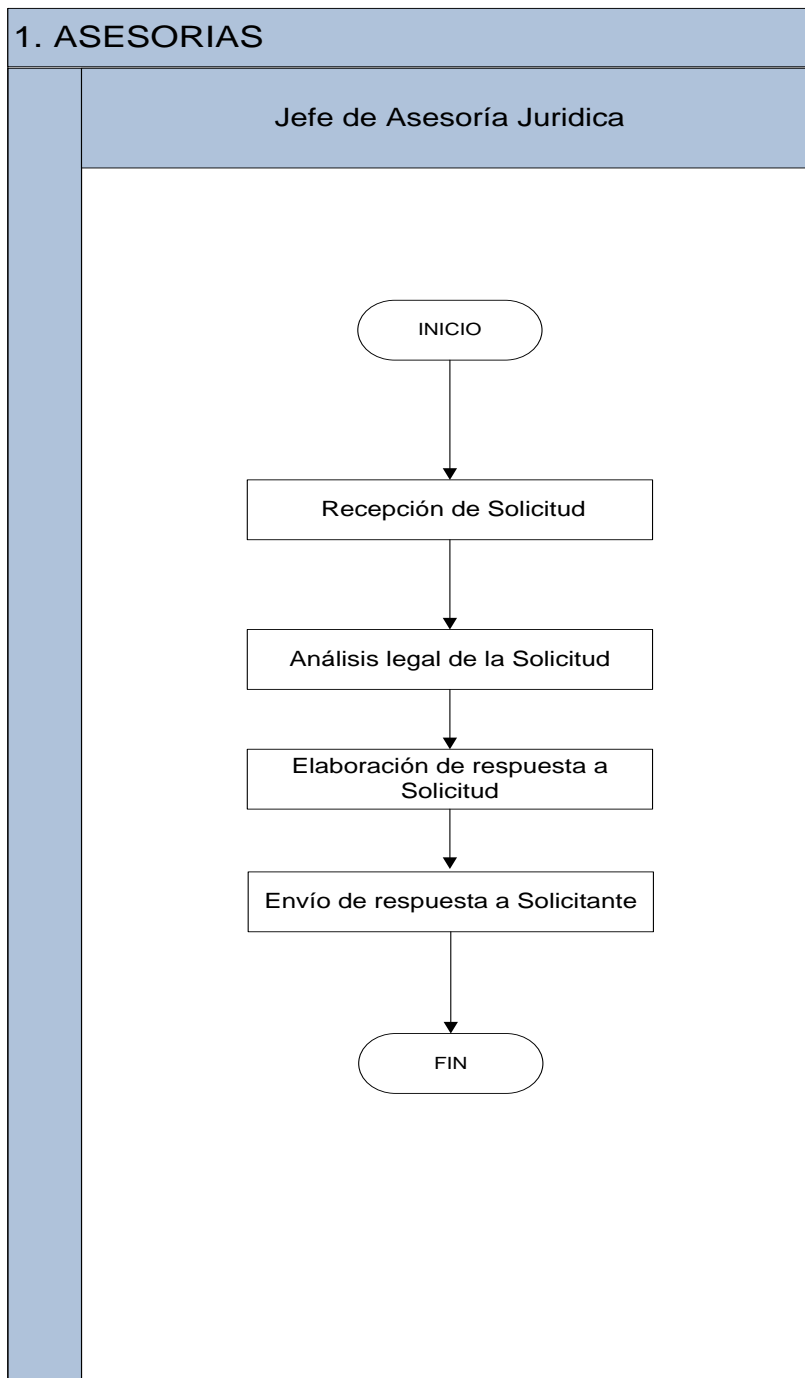 1. ASESORIAS
Jefe de Asesoría Juridica
INICIO
Recepción de Solicitud
Análisis legal de la Solicitud
Elaboración de respuesta a
Solicitud
Envío de respuesta a Solicitante
FIN